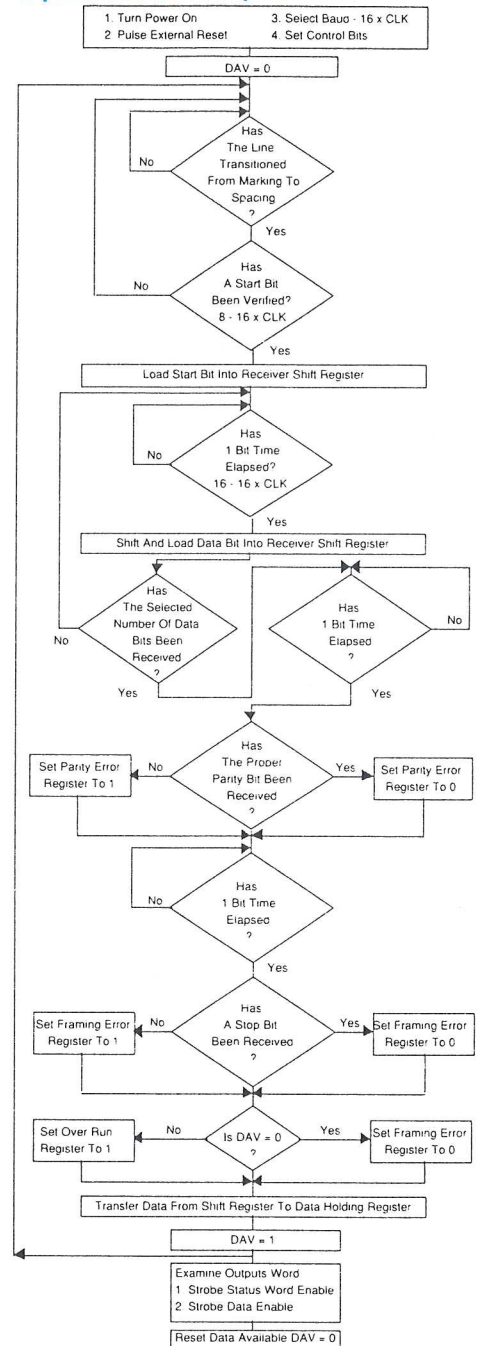 1. Turn Power On
2 Pulse External Reset
3. Select Baud - 16 x CLK
4. Set Control Bits
DAV = 0
Has
The Line
Transitioned
From Marking To
Spacing
?
No
Yes
Has
A Start Bit
Been Verified?
8 - 16 x CLK
No
Yes
Load Start Bit Into Receiver Shift Register
Has
1 Bit Time
Elapsed?
16 - 16 x CLK
No
Yes
Shift And Load Data Bit Into Receiver Shift Register
Has
The Selected
Number Of Data
Bits Been
Received
?
No
Yes
Has
1 Bit Time
Elapsed
?
No
Yes
Has
The Proper
Parity Bit Been
Received
?
No
Yes
Set Parity Error
Register To 1
Set Parity Error
Register To 0
Has
1 Bit Time
Elapsed
?
No
Yes
Has
A Stop Bit
Been Received
?
No
Yes
Set Framing Error
Register To 1
Set Framing Error
Register To 0
Is DAV = 0
?
No
Yes
Set Over Run
Register To 1
Set Framing Error
Register To 0
Transfer Data From Shift Register To Data Holding Register
DAV = 1
Examine Outputs Word
1 Strobe Status Word Enable
2 Strobe Data Enable
Reset Data Available DAV = 0